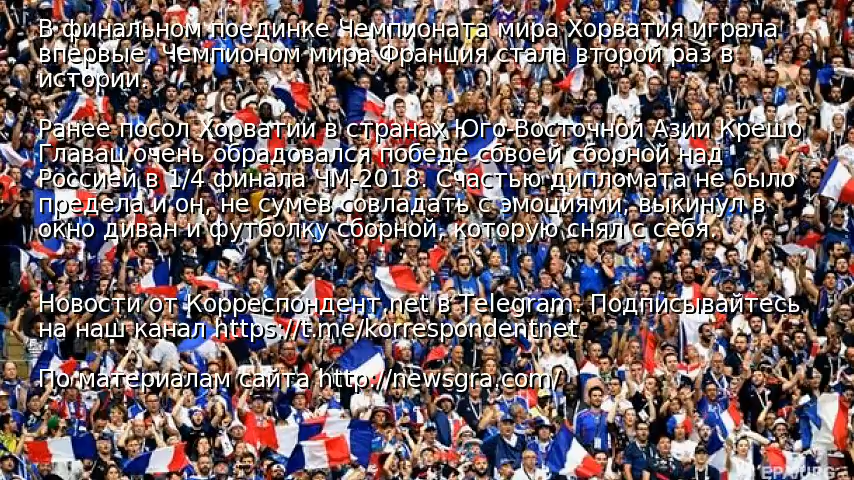 В финальном поединке Чемпионата мира Хорватия играла
впервые. Чемпионом мира Франция стала второй раз в
истории.
Ранее посол Хорватии в странах Юго-Восточной Азии Крешо
Главац очень обрадовался победе совоей сборной над
Россией в 1/4 финала ЧМ-2018. Счастью дипломата не было
предела и он, не сумев совладать с эмоциями, выкинул в
окно диван и футболку сборной, которую снял с себя.
Новости от Корреспондент.net в Telegram. Подписывайтесь
на наш канал https://t.me/korrespondentnet
По материалам сайта http://newsgra.com/
EPA/UPG